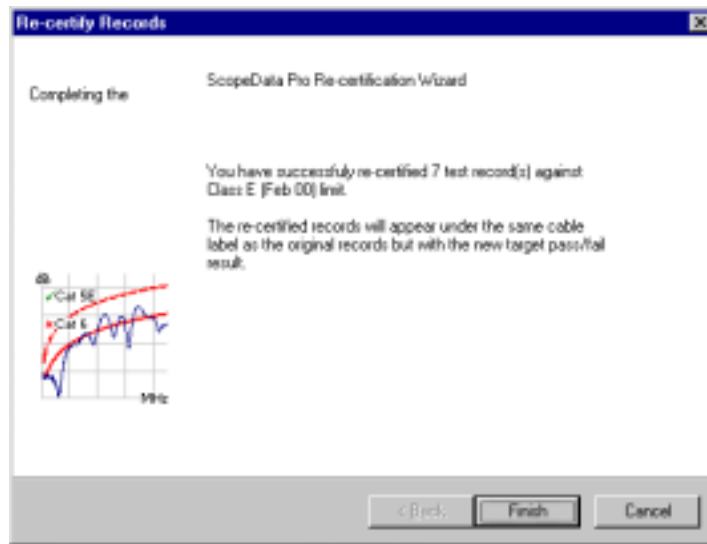 Re-certify Records
Completing the
ScopeData Pro Re-certification Wizard
You have successfuly re-certified 7 test record(s) against
Class E (Feb 00) limit.
The re-certified records will appear under the same cable
label as the original records but with the new target pass/fail
result.
dB
Cat 5E
Cat 6
MHz
< Back
Finish
Cancel